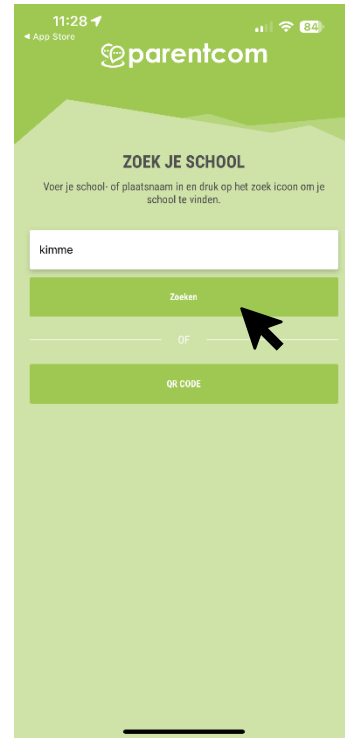 11:28
84
App Store
parentcom
ZOEK JE SCHOOL
Voer je school- of plaatsnaam in en druk op het zoek icoon om je
school te vinden.
kimme
Zoeken
OF
QR CODE